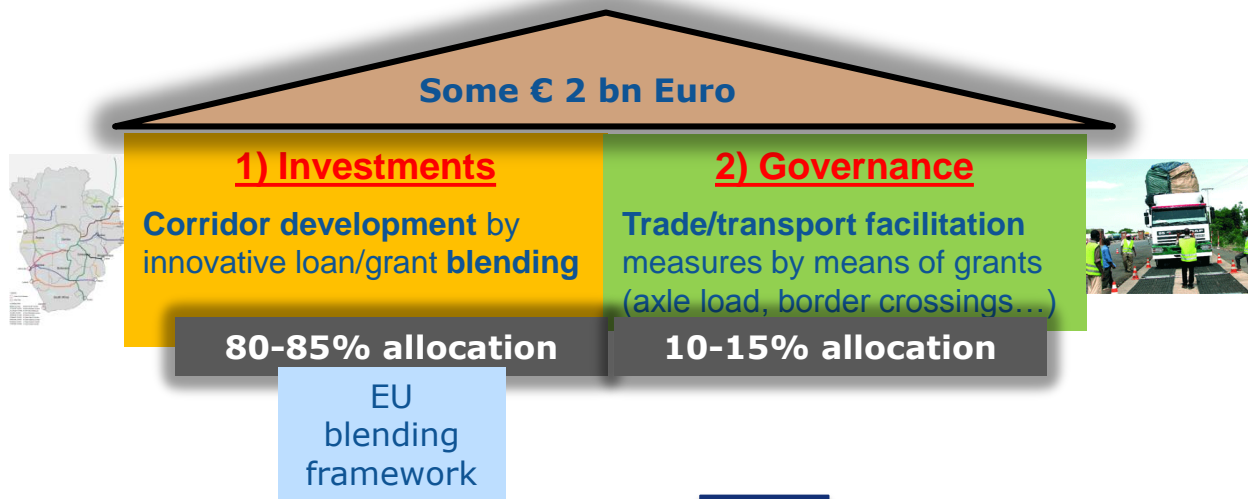 Some € 2 bn Euro
1) Investments
Corridor development by
innovative loan/grant blending
80-85% allocation
EU
blending
framework
2) Governance
Trade/transport facilitation
measures by means of grants
(axle load, border crossings…)
10-15% allocation